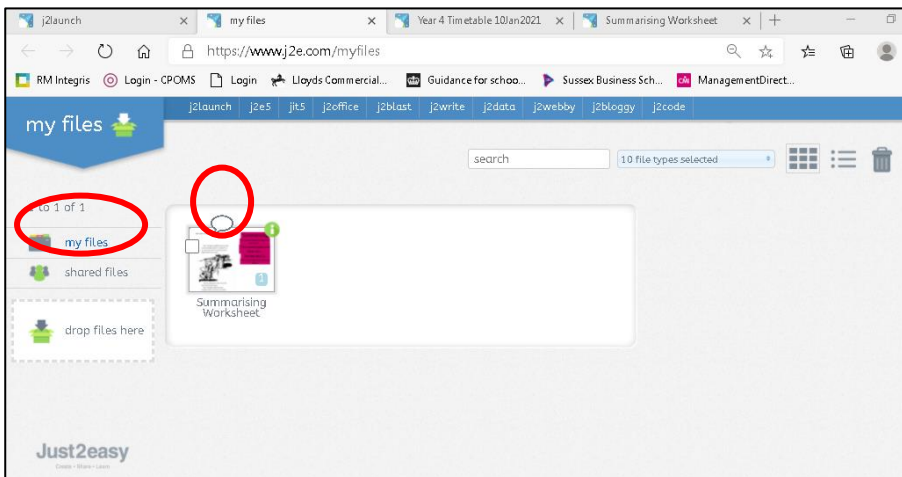 j2launch my files Year 4 Timetable 10Jan2021 Summarising Worksheet
https://www.j2e.com/myfiles
RM Integris Login - CPOMS Login Lloyds Commercial... Guidance for schoo... Sussex Business Sch... ManagementDirect...
my files
j2launch j2e5 jit5 j2office j2blast j2write j2data j2webby j2bloggy j2code
search 10 file types selected
to 1 of 1
my files
shared files
drop files here
Summarising
Worksheet
Just2easy
Create • Share • Learn